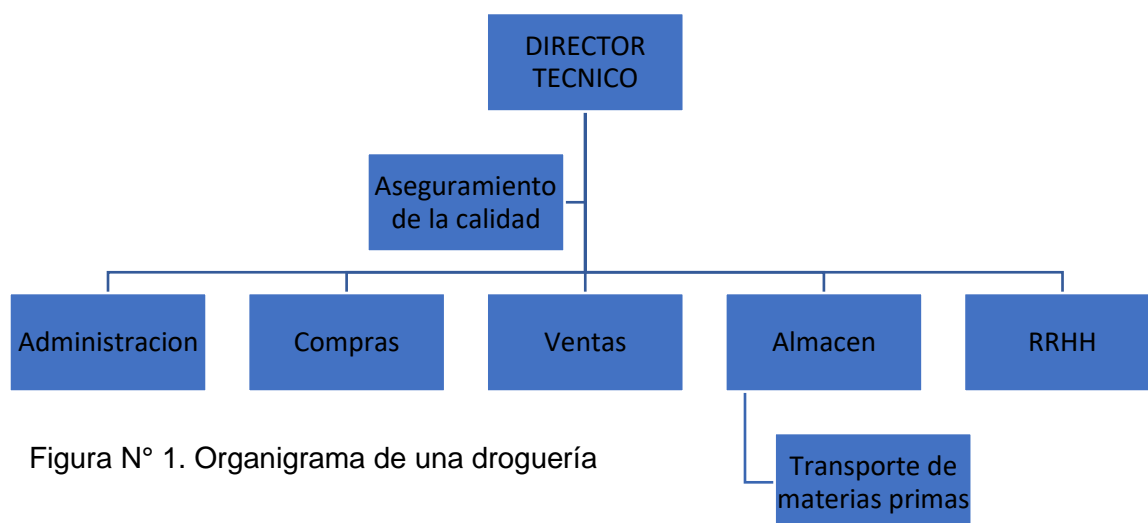 DIRECTOR
TECNICO
Aseguramiento
de la calidad
Administracion
Compras
Ventas
Almacen
RRHH
Figura N° 1. Organigrama de una droguería
Transporte de
materias primas